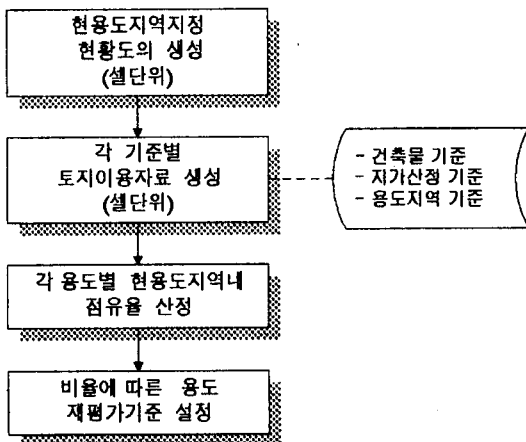 현용도지역지정
현황도의 생성
(셀단위)
각 기준별
토지이용자료 생성
(셀단위)
- 건축물 기준
- 지가산정 기준
- 용도지역 기준
각 용도별 현용도지역내
점유율 산정
비율에 따른 용도
재평가기준 설정